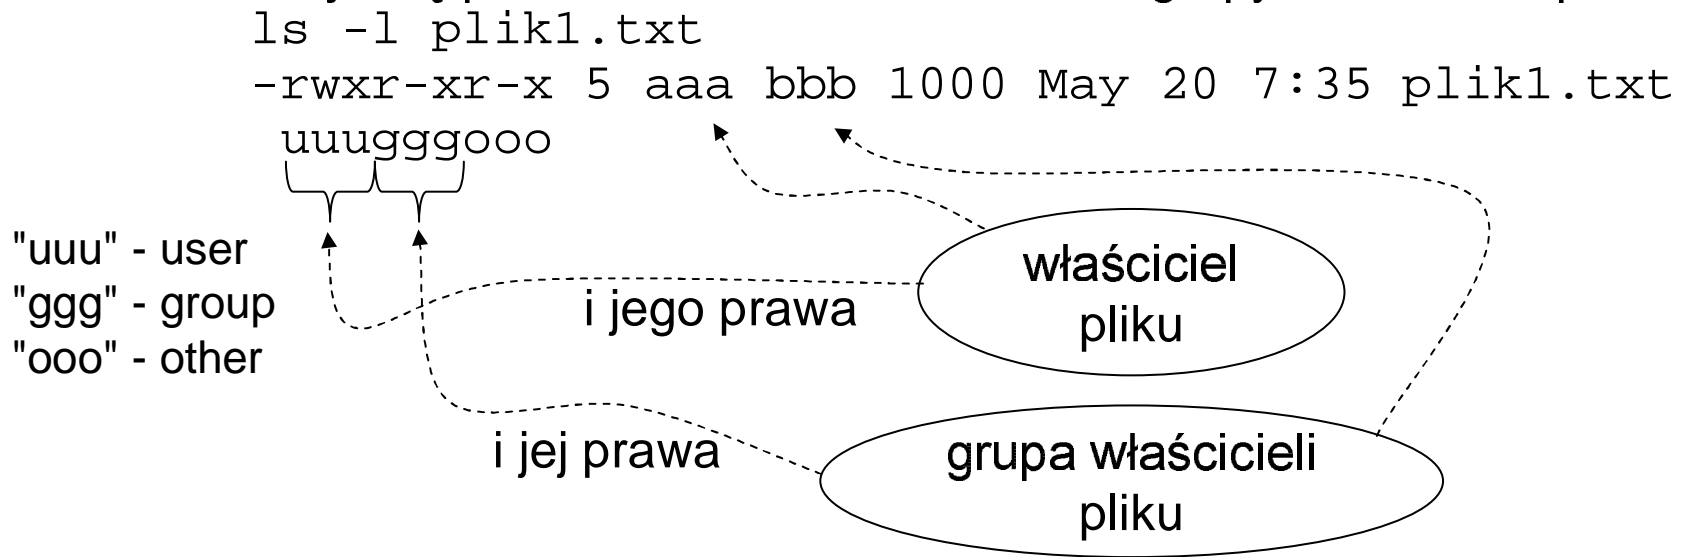 ls -l plik1.txt
-rwxr-xr-x 5 aaa bbb 1000 May 20 7:35 plik1.txt
uuugggooo
"uuu" - user
"ggg" - group
"ooo" - other
właściciel
pliku
i jego prawa
i jej prawa
grupa właścicieli
pliku